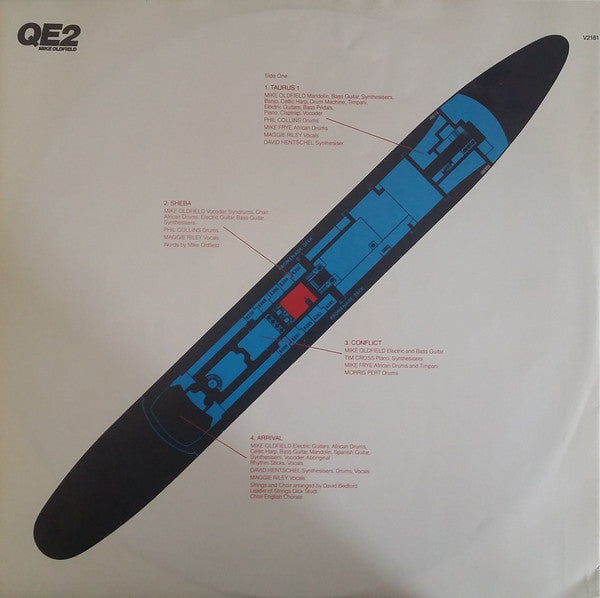 QE2
MIKE OLDFIELD
V2181
Side One
1. TAURUS 1
MIKE OLDFIELD Mandolin, Bass Guitar, Synthesisers,
Banjo, Celtic Harp, Drum Machine, Timpani,
Electric Guitars, Bass Pedals,
Piano, Claptrap, Vocoder
PHIL COLLINS Drums
MIKE FRYE African Drums
MAGGIE RILEY Vocals
DAVID HENTSCHEL Synthesiser
2. SHEBA
MIKE OLDFIELD Vocoder Syndrums, Choir,
African Drums, Electric Guitar, Bass Guitar,
Synthesisers
PHIL COLLINS Drums
MAGGIE RILEY Vocals
Words by Mike Oldfield
PROMENADE DECK
PROMENADE DECK
3. CONFLICT
MIKE OLDFIELD Electric and Bass Guitar
TIM CROSS Piano, Synthesisers
MIKE FRYE African Drums and Timpani
MORRIS PERT Drums
4. ARRIVAL
MIKE OLDFIELD Electric Guitars, African Drums,
Celtic Harp, Bass Guitar, Mandolin, Spanish Guitar,
Synthesisers, Vocoder, Aboriginal
Rhythm Sticks, Vocals
DAVID HENTSCHEL Synthesisers, Drums, Vocals
MAGGIE RILEY Vocals
Strings and Choir arranged by David Bedford
Leader of Strings Dick Studt
Choir English Chorale